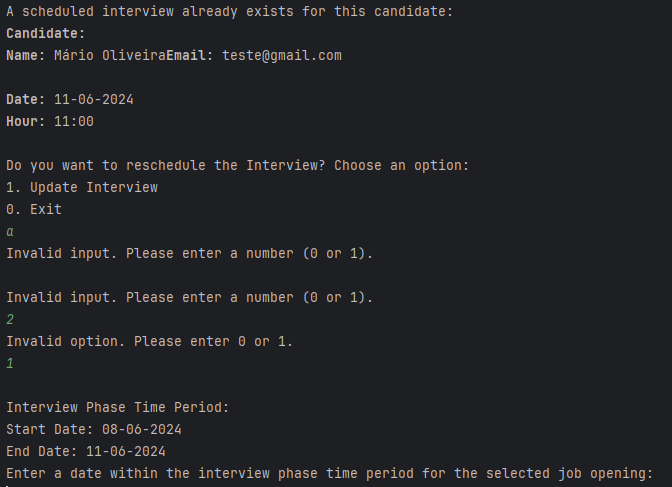 A scheduled interview already exists for this candidate:
Candidate:
Name: Mário OliveiraEmail: teste@gmail.com
Date: 11-06-2024
Hour: 11:00
Do you want to reschedule the Interview? Choose an option:
1. Update Interview
0. Exit
a
Invalid input. Please enter a number (0 or 1).
Invalid input. Please enter a number (0 or 1).
2
Invalid option. Please enter 0 or 1.
1
Interview Phase Time Period:
Start Date: 08-06-2024
End Date: 11-06-2024
Enter a date within the interview phase time period for the selected job opening: